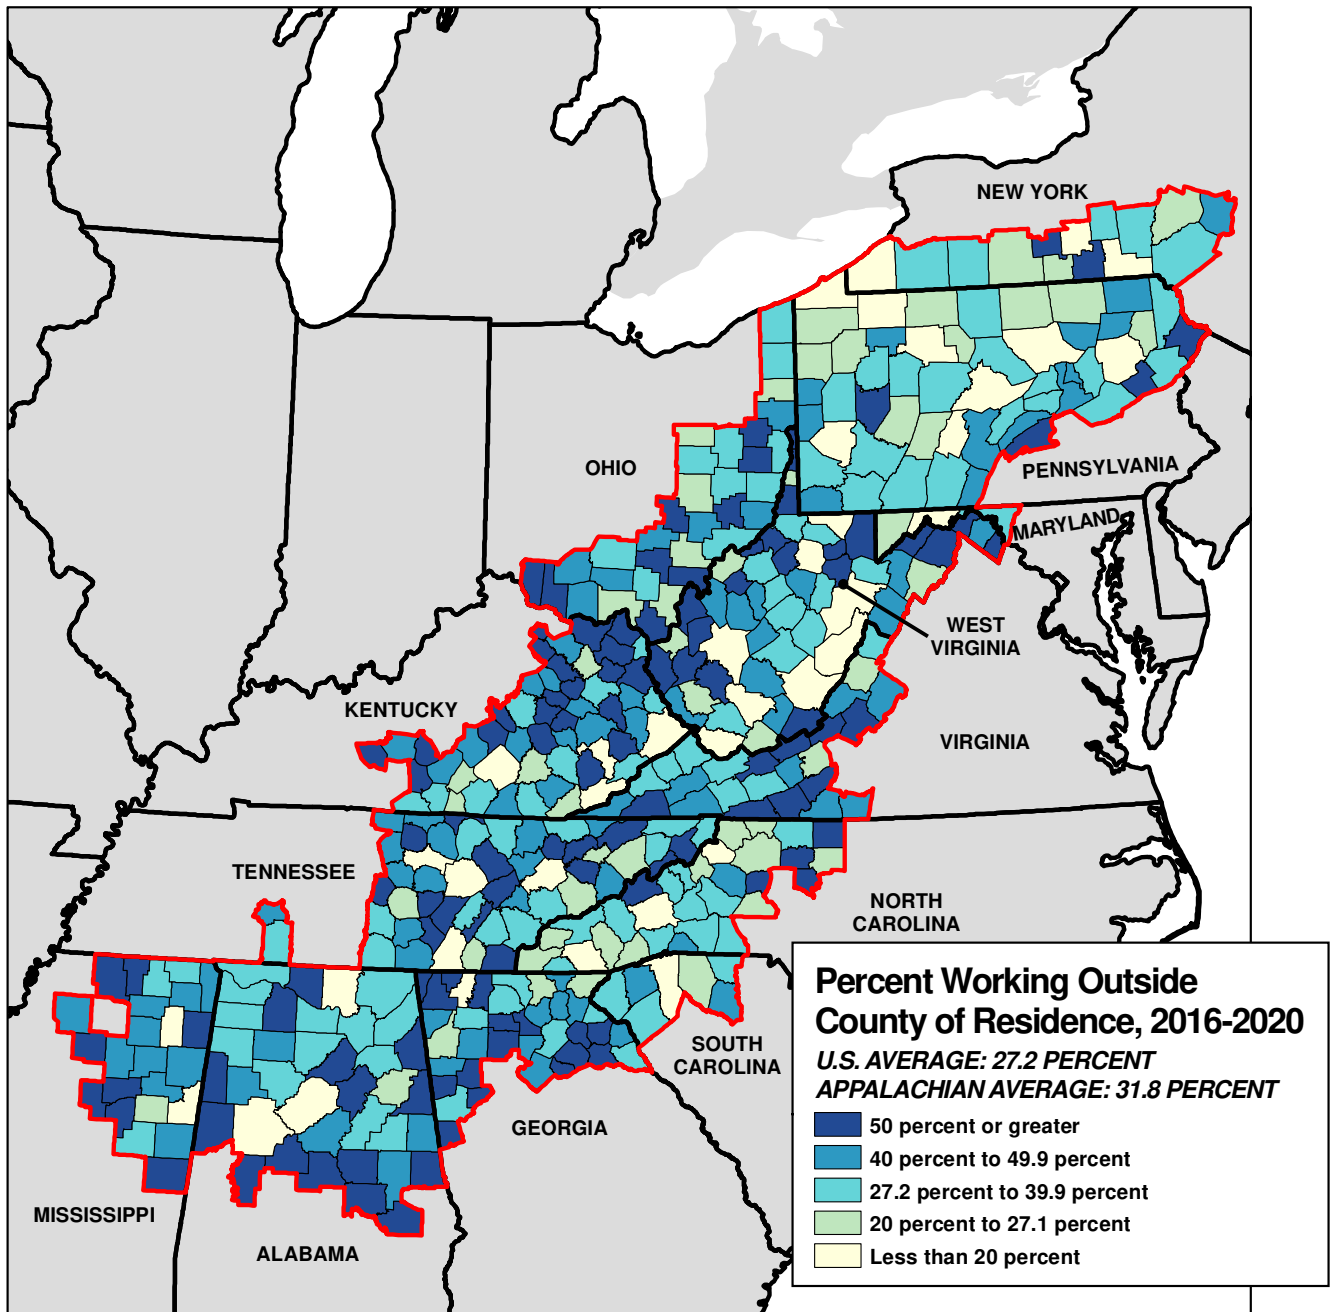 NEW YORK
OHIO
PENNSYLVANIA
MARYLAND
WEST
VIRGINIA
KENTUCKY
VIRGINIA
TENNESSEE
NORTH
CAROLINA
SOUTH
CAROLINA
GEORGIA
MISSISSIPPI
ALABAMA
Percent Working Outside
County of Residence, 2016-2020
U.S. AVERAGE: 27.2 PERCENT
APPALACHIAN AVERAGE: 31.8 PERCENT
50 percent or greater
40 percent to 49.9 percent
27.2 percent to 39.9 percent
20 percent to 27.1 percent
Less than 20 percent